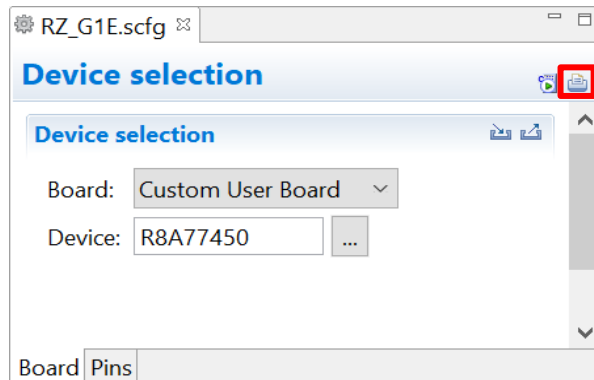 RZ_G1E.scfg
Device selection
Device selection
Board: Custom User Board
Device: R8A77450 ...
Board Pins